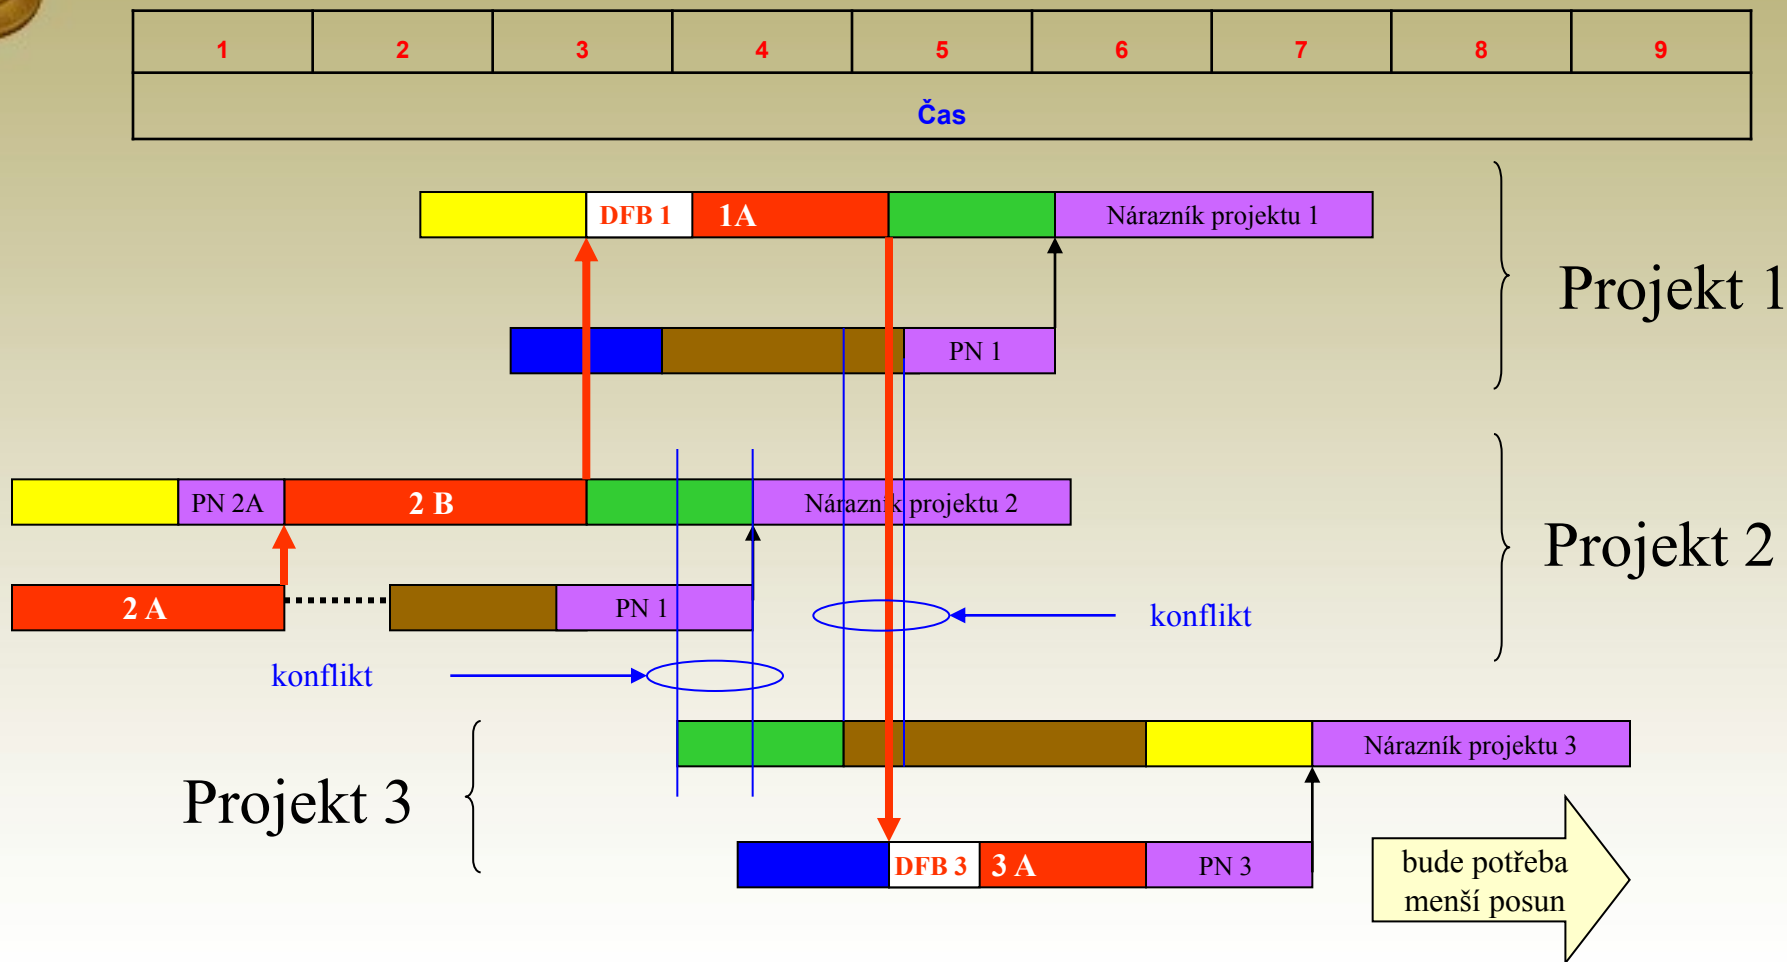 1 2 3 4 5 6 7 8 9
Čas
DFB 1 1A Nárazník projektu 1
Projekt 1
PN 1
PN 2A 2 B Nárazník projektu 2
Projekt 2
2 A PN 1
konflikt
konflikt
Nárazník projektu 3
Projekt 3
DFB 3 3 A PN 3
bude potřeba
menší posun